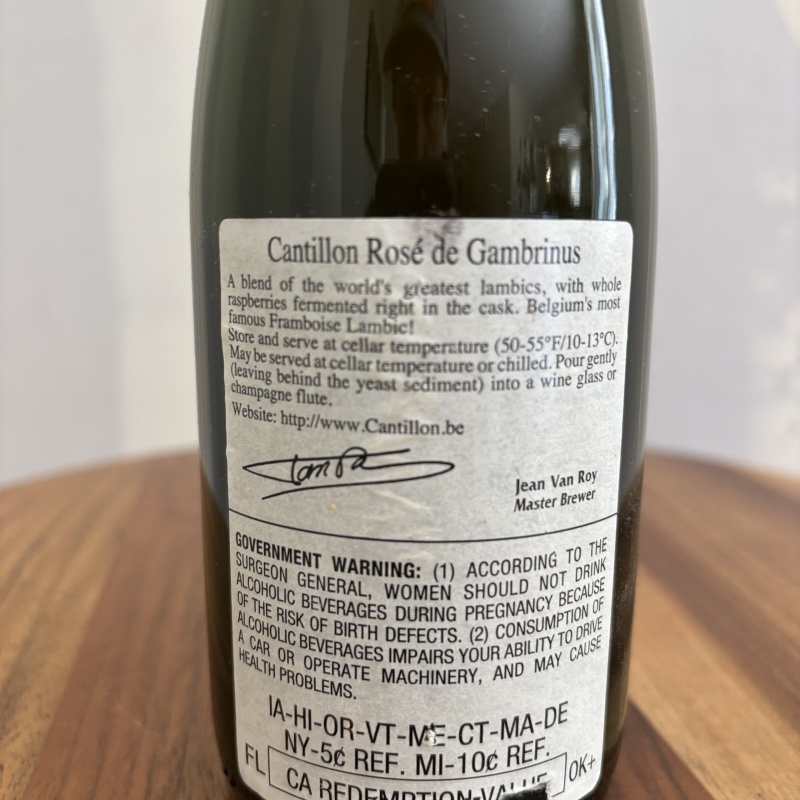 Cantillon Rosé de Gambrinus
A blend of the world's greatest lambics, with whole
raspberries fermented right in the cask. Belgium's most
famous Framboise Lambic!
Store and serve at cellar temperature (50-55°F/10-13°C).
May be served at cellar temperature or chilled. Pour gently
(leaving behind the yeast sediment) into a wine glass or
champagne flute.
Website: http://www.Cantillon.be
Jean Van Roy
Master Brewer
GOVERNMENT WARNING: (1) ACCORDING TO THE
SURGEON GENERAL, WOMEN SHOULD NOT DRINK
ALCOHOLIC BEVERAGES DURING PREGNANCY BECAUSE
OF THE RISK OF BIRTH DEFECTS. (2) CONSUMPTION OF
ALCOHOLIC BEVERAGES IMPAIRS YOUR ABILITY TO DRIVE
A CAR OR OPERATE MACHINERY, AND MAY CAUSE
HEALTH PROBLEMS.
IA-HI-OR-VT-ME-CT-MA-DE
NY-5¢ REF. MI-10¢ REF.
FL CA REDEMPTION-VALUE OK+